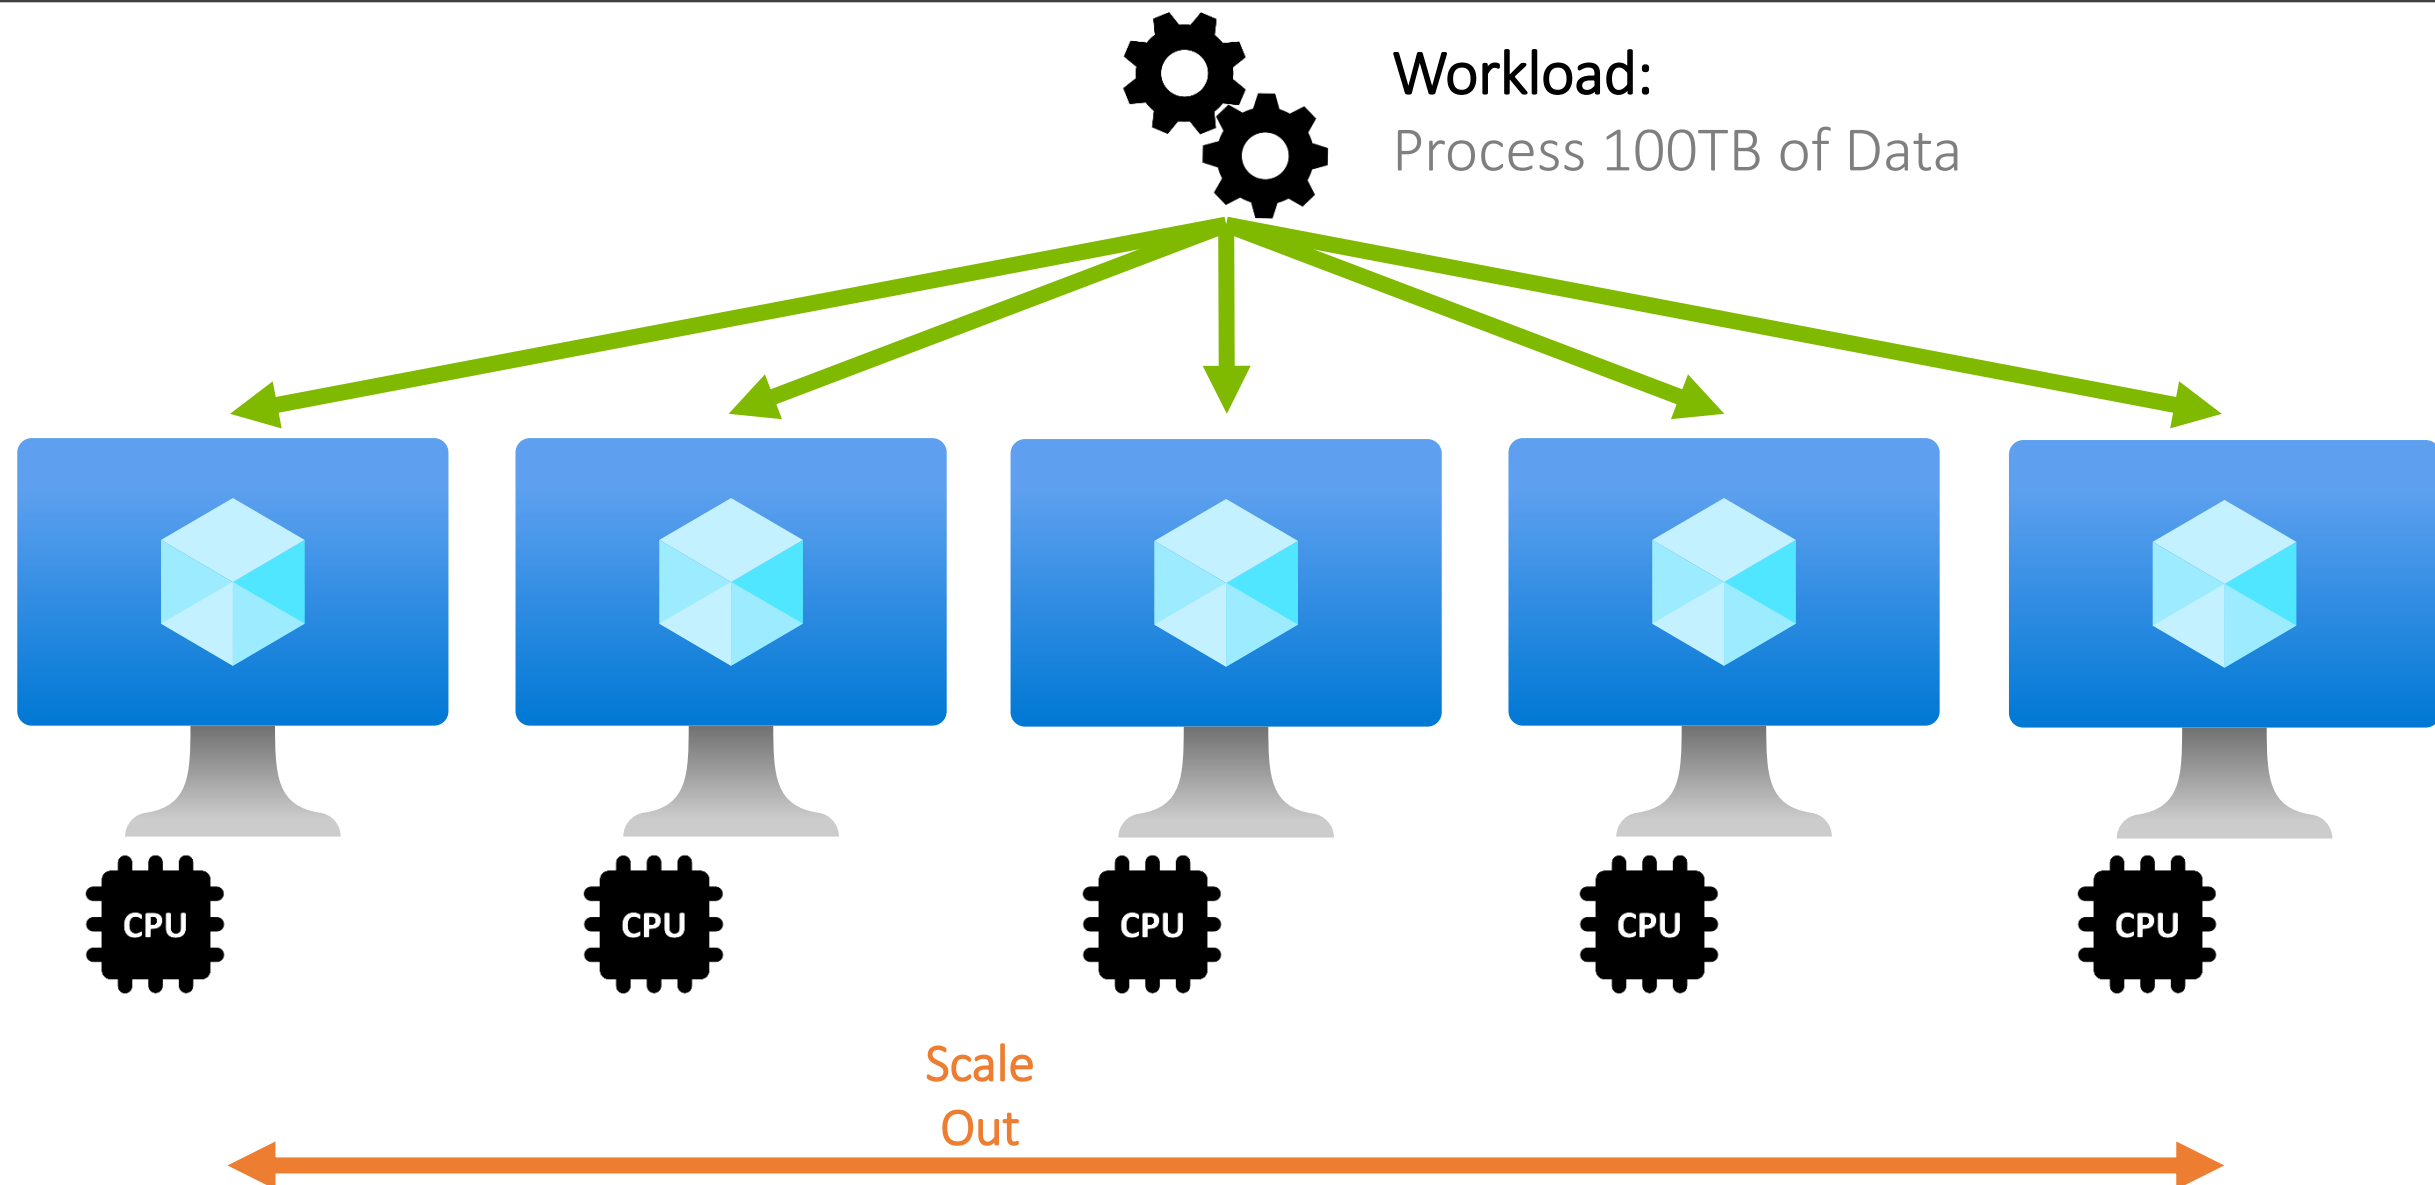 Workload:
Process 100TB of Data
CPU
CPU
CPU
CPU
CPU
Scale
Out